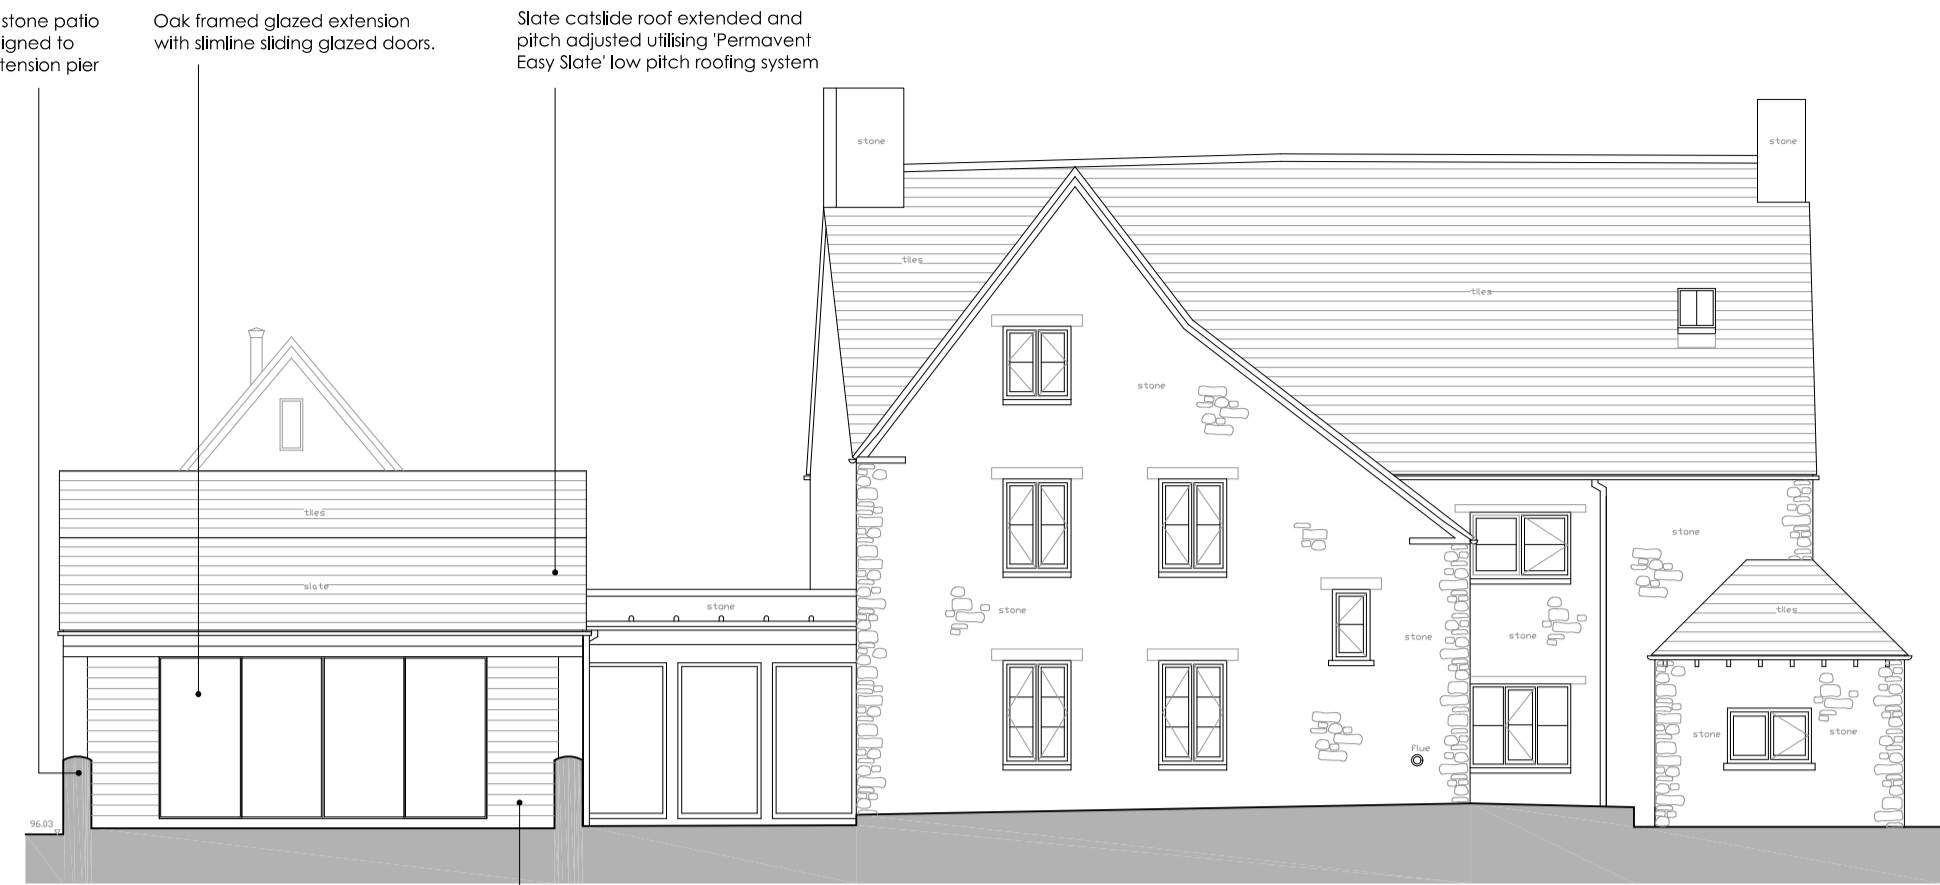 stone patio
igned to
tension pier
Oak framed glazed extension
with slimline sliding glazed doors.
Slate catslide roof extended and
pitch adjusted utilising 'Permavent
Easy Slate' low pitch roofing system
stone
stone
tiles
tiles
stone
tiles
stone
slate
stone
tiles
stone
stone
stone
flue
stone
stone
96.03